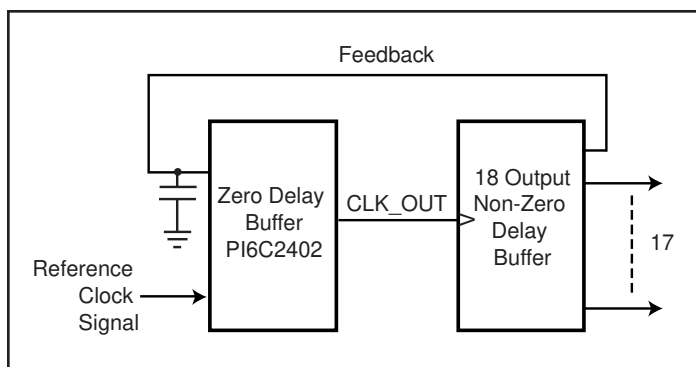 Feedback
Zero Delay
Buffer
PI6C2402
CLK_OUT
18 Output
Non-Zero
Delay
Buffer
17
Reference
Clock
Signal